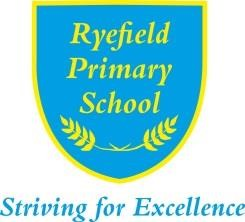 Ryefield
Primary
School
Striving for Excellence